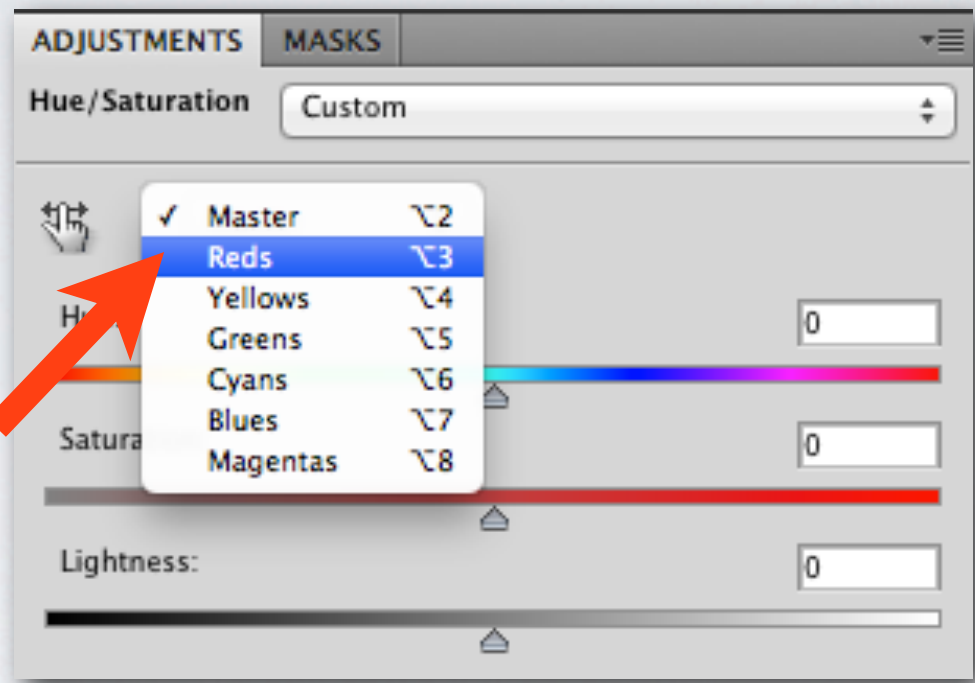 ADJUSTMENTS MASKS
Hue/Saturation Custom
✓ Master ⌥2
Reds ⌥3
Yellows ⌥4
0
Greens ⌥5
Cyans ⌥6
Blues ⌥7
0
Magentas ⌥8
Lightness: 0